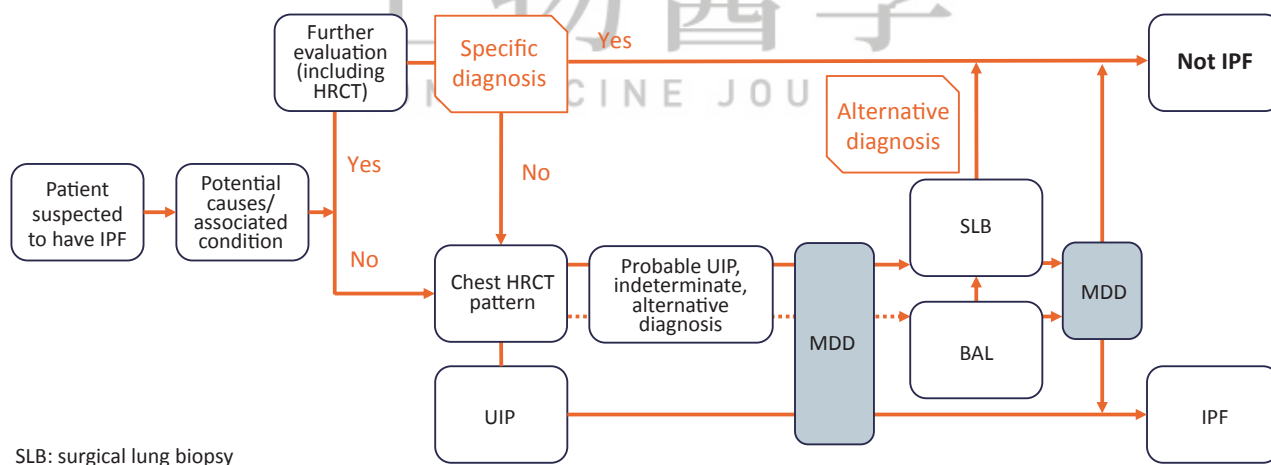 Further
evaluation
(including
HRCT)
Specific
diagnosis
Yes
Not IPF
Alternative
diagnosis
Yes
No
Patient
suspected
to have IPF
Potential
causes/
associated
condition
SLB
No
Chest HRCT
pattern
Probable UIP,
indeterminate,
alternative
diagnosis
MDD
MDD
BAL
UIP
IPF
SLB: surgical lung biopsy